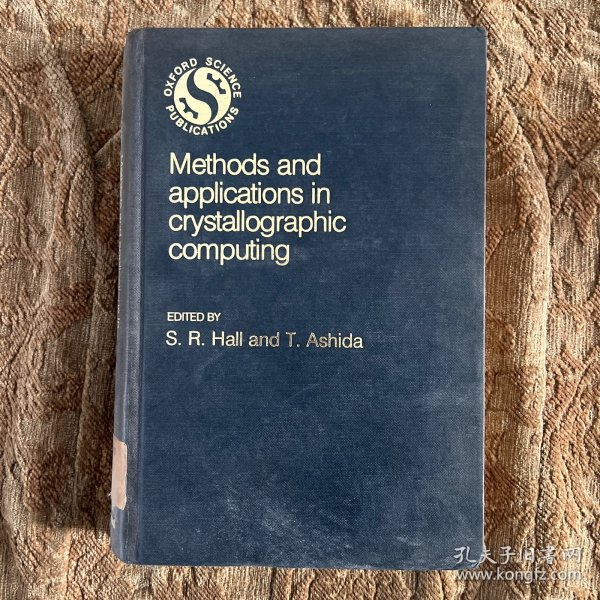 OXFORD SCIENCE
PUBLICATIONS
Methods and
applications in
crystallographic
computing
EDITED BY
S. R. Hall and T. Ashida
孔夫子旧书网
www.kongfz.com